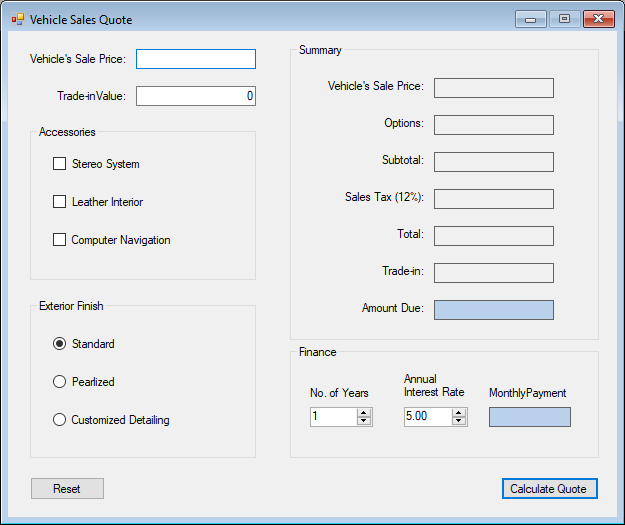 Vehicle Sales Quote
Vehicle's Sale Price:
Trade-inValue:
0
Accessories
Stereo System
Leather Interior
Computer Navigation
Exterior Finish
Standard
Pearlized
Customized Detailing
Reset
Summary
Vehicle's Sale Price:
Options:
Subtotal:
Sales Tax (12%):
Total:
Trade-in:
Amount Due:
Finance
No. of Years
1
Annual
Interest Rate
5.00
MonthlyPayment
Calculate Quote